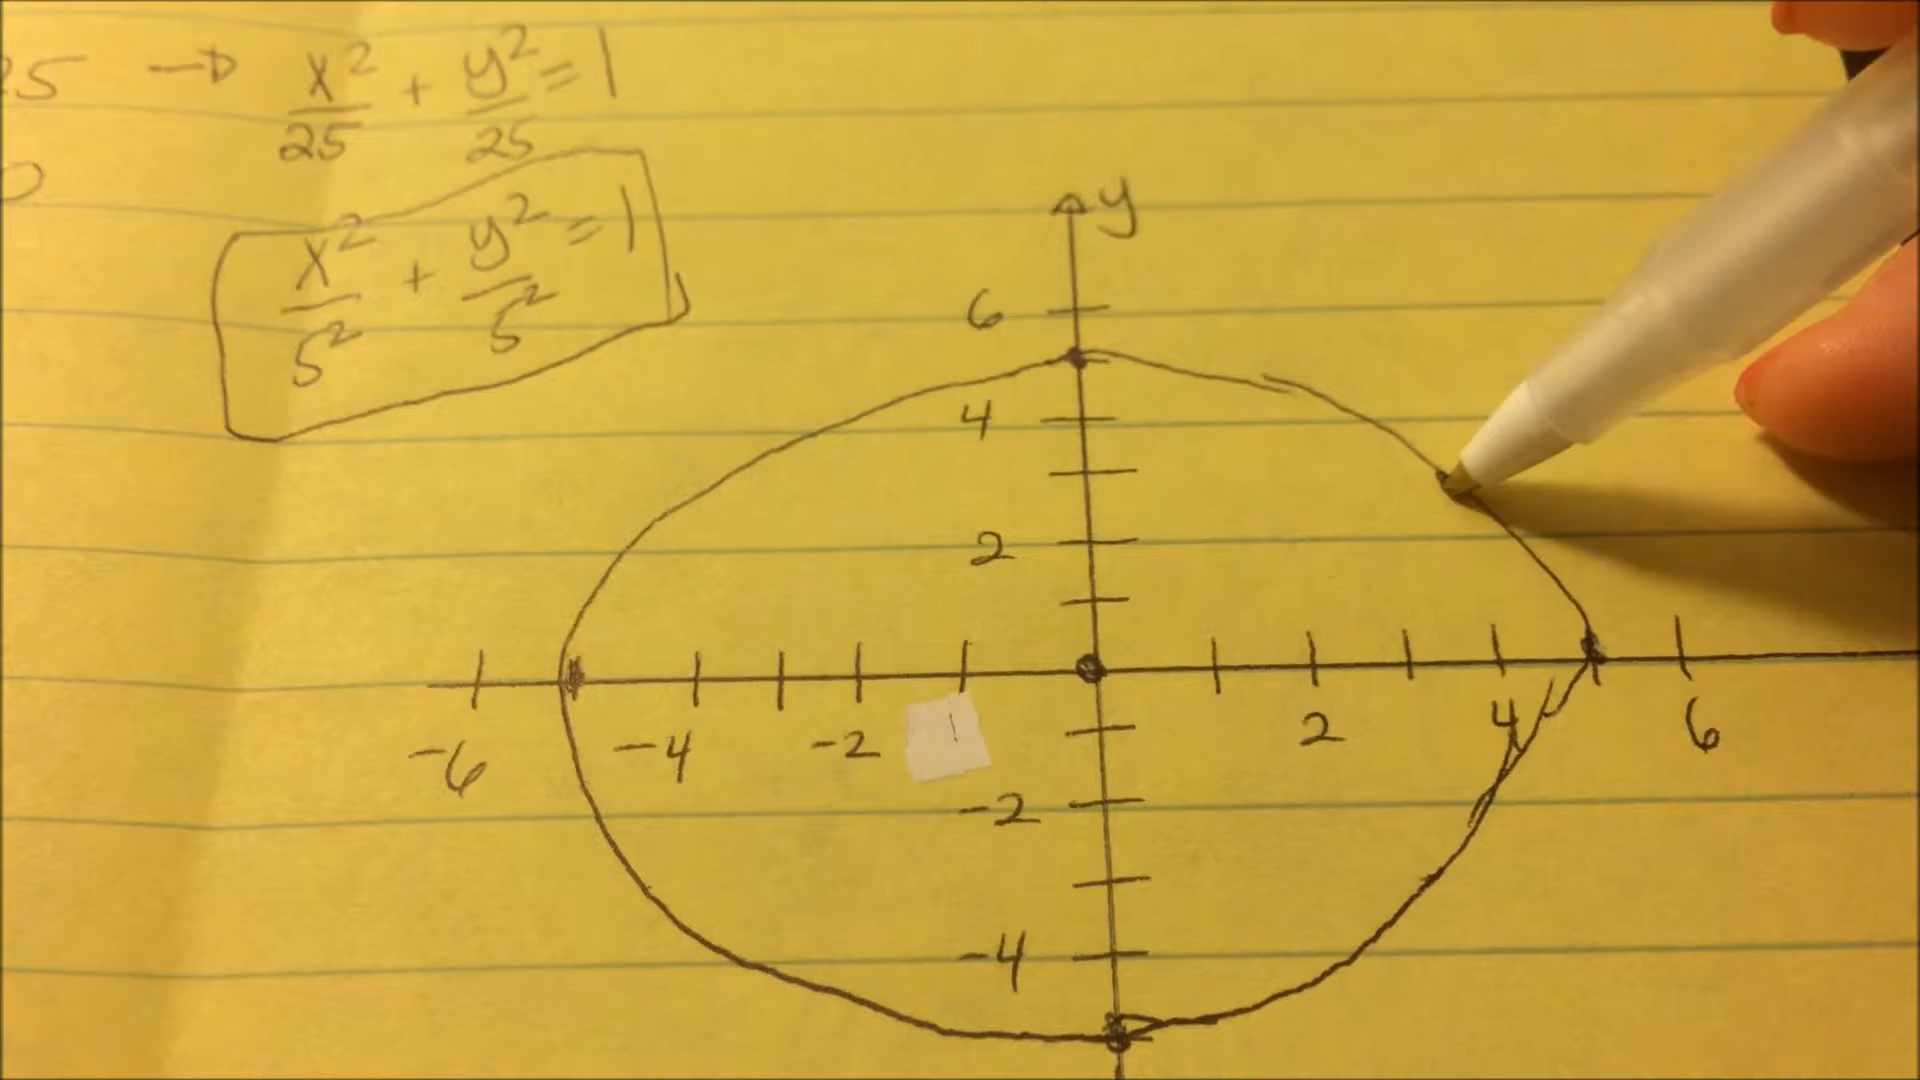 25 → x²/25 + y²/25 = 1
x²/5² + y²/5² = 1
y
6
4
2
-6 -4 -2 1 2 4 6
-2
-4